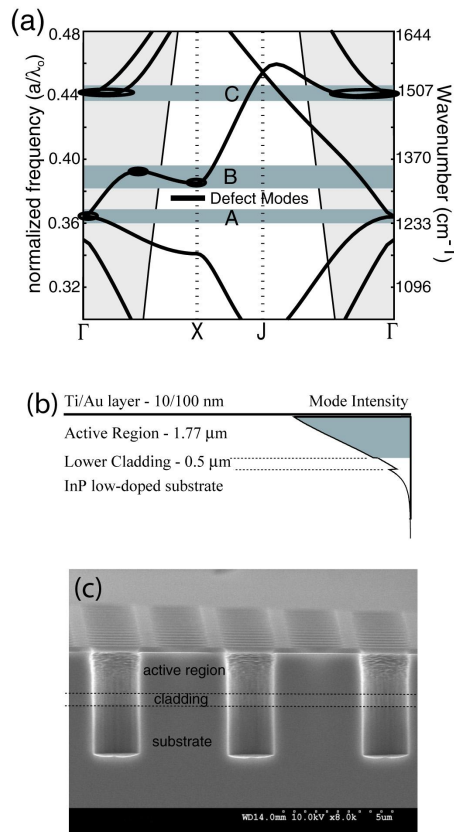 (a)
normalized frequency (a/λo)
0.48
0.44
0.40
0.36
0.32
C
B
Defect Modes
A
1644
1507
1370
1233
1096
Wavenumber (cm-1)
Γ X J Γ
(b)
Ti/Au layer - 10/100 nm Mode Intensity
Active Region - 1.77 μm
Lower Cladding - 0.5 μm
InP low-doped substrate
(c)
active region
cladding
substrate
WD14.0mm 10.0kV x8.0k 5um